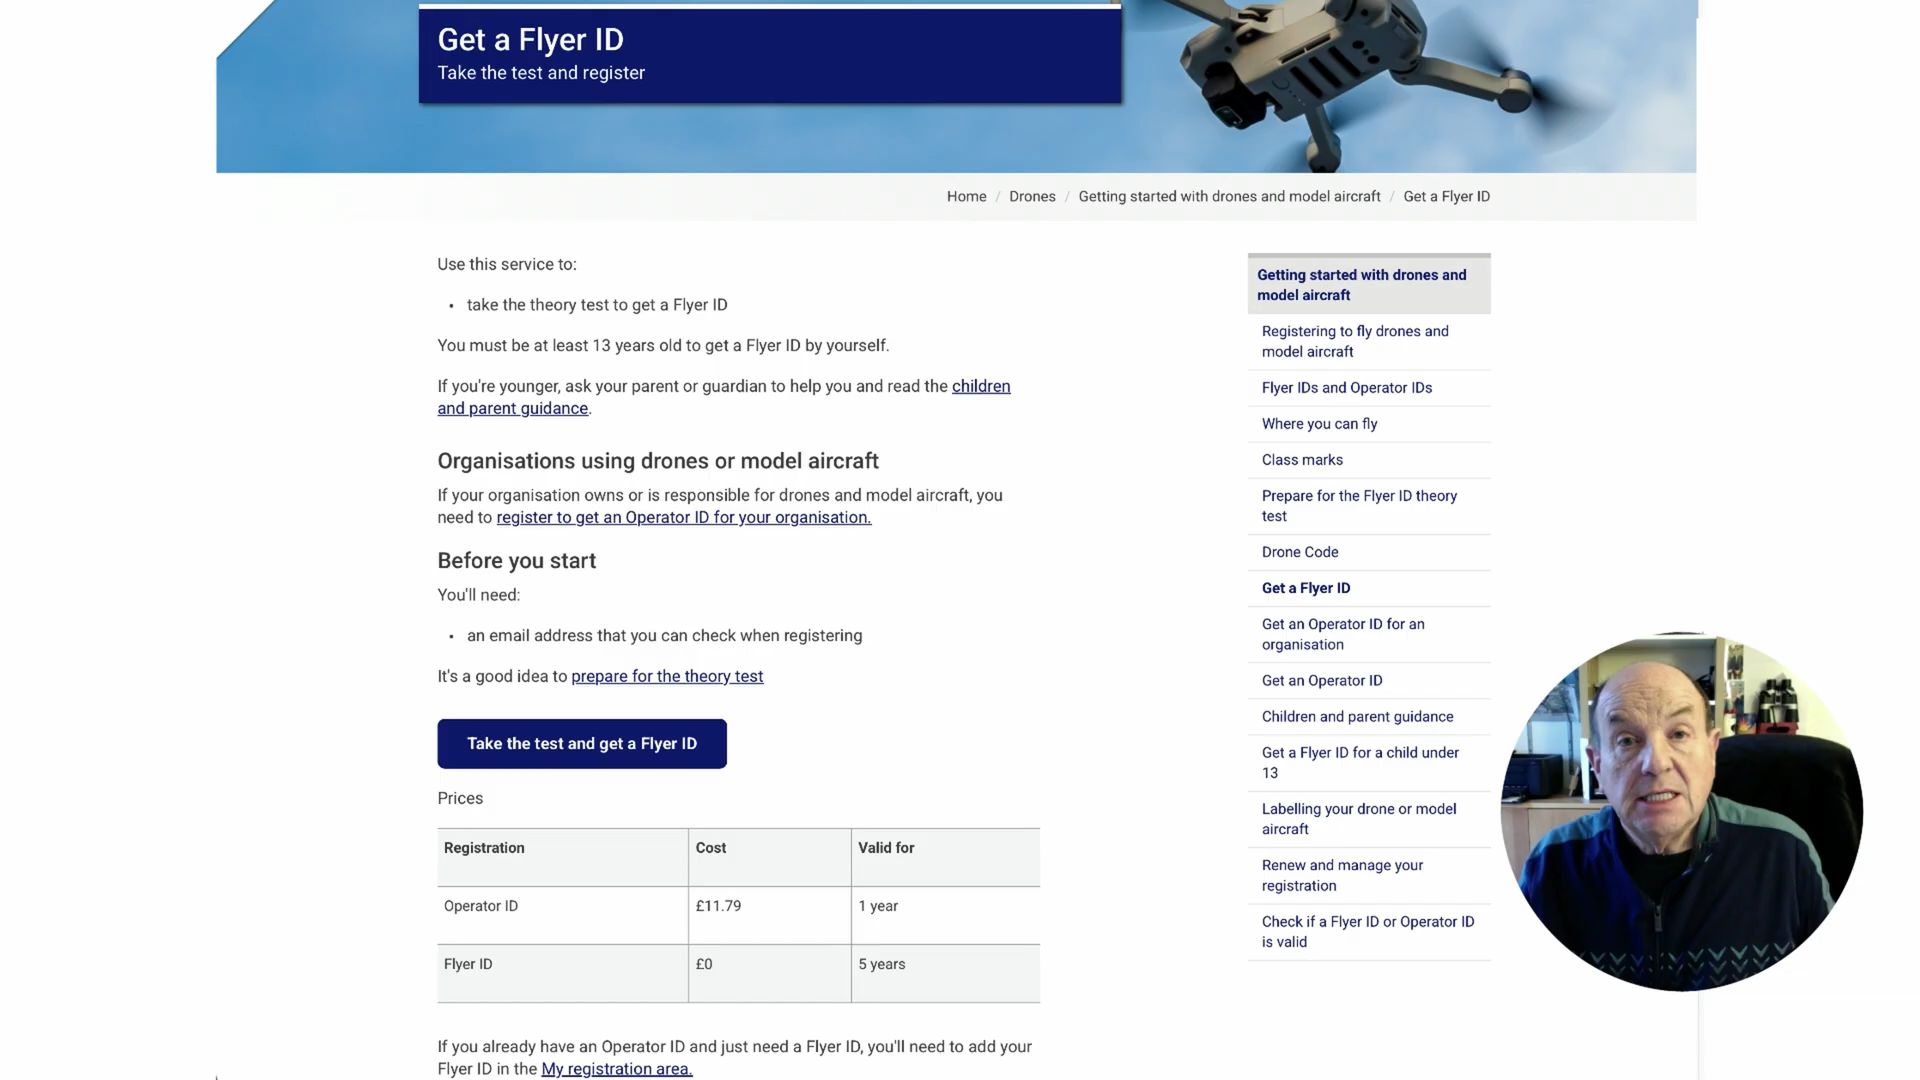 Get a Flyer ID
Take the test and register
Home / Drones / Getting started with drones and model aircraft / Get a Flyer ID
Use this service to:
• take the theory test to get a Flyer ID
You must be at least 13 years old to get a Flyer ID by yourself.
If you're younger, ask your parent or guardian to help you and read the children
and parent guidance.
Organisations using drones or model aircraft
If your organisation owns or is responsible for drones and model aircraft, you
need to register to get an Operator ID for your organisation.
Before you start
You'll need:
• an email address that you can check when registering
It's a good idea to prepare for the theory test
Take the test and get a Flyer ID
Prices
Registration Cost Valid for
Operator ID £11.79 1 year
Flyer ID £0 5 years
If you already have an Operator ID and just need a Flyer ID, you'll need to add your
Flyer ID in the My registration area.
Getting started with drones and
model aircraft
Registering to fly drones and
model aircraft
Flyer IDs and Operator IDs
Where you can fly
Class marks
Prepare for the Flyer ID theory
test
Drone Code
Get a Flyer ID
Get an Operator ID for an
organisation
Get an Operator ID
Children and parent guidance
Get a Flyer ID for a child under
13
Labelling your drone or model
aircraft
Renew and manage your
registration
Check if a Flyer ID or Operator ID
is valid